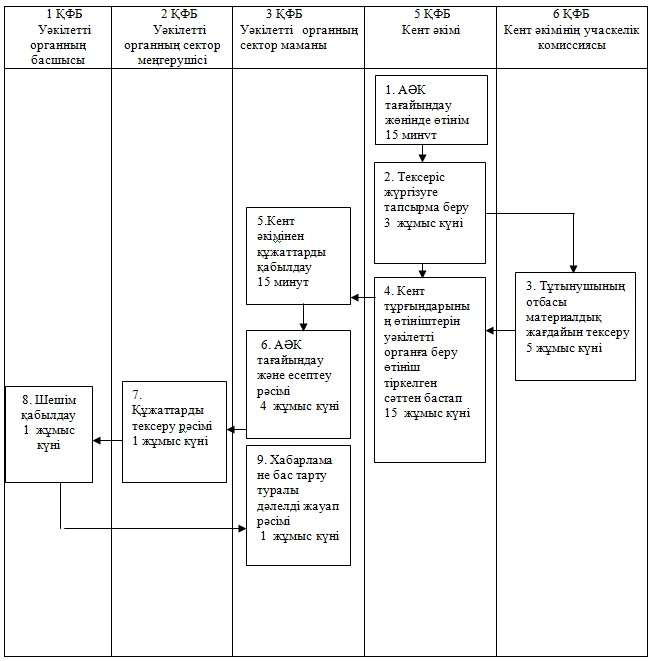 1 ҚФБ
Уәкілетті
органның
басшысы
2 ҚФБ
Уәкілетті
органның сектор
меңгерушісі
3 ҚФБ
Уәкілетті органның
сектор маманы
5 ҚФБ
Кент әкімі
6 ҚФБ
Кент әкімінің учаскелік
комиссиясы
1. АӘК
тағайындау
жөнінде өтінім
15 минут
2. Тексеріс
жүргізуге
тапсырма беру
3 жұмыс күні
3. Тұтынушының
отбасы
материалдық
жағдайын тексеру
5 жұмыс күні
4. Кент
тұрғындарының
ң өтініштерін
уәкілетті
органға беру
өтініш
тіркелген
сәттен бастап
15 жұмыс күні
5.Кент
әкімінен
құжаттарды
қабылдау
15 минут
6. АӘК
тағайындау
және есептеу
рәсімі
4 жұмыс күні
7.
Құжаттарды
тексеру рәсімі
1 жұмыс күні
8. Шешім
қабылдау
1 жұмыс
күні
9. Хабарлама
не бас тарту
туралы
дәлелді жауап
рәсімі
1 жұмыс күні